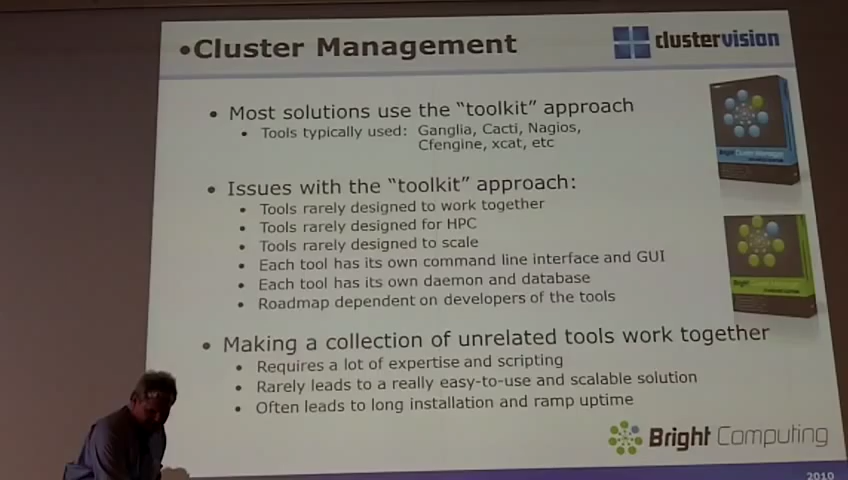 •Cluster Management
clustervision
• Most solutions use the “toolkit” approach
• Tools typically used: Ganglia, Cacti, Nagios,
Cfengine, xcat, etc
• Issues with the “toolkit” approach:
• Tools rarely designed to work together
• Tools rarely designed for HPC
• Tools rarely designed to scale
• Each tool has its own command line interface and GUI
• Each tool has its own daemon and database
• Roadmap dependent on developers of the tools
• Making a collection of unrelated tools work together
• Requires a lot of expertise and scripting
• Rarely leads to a really easy-to-use and scalable solution
• Often leads to long installation and ramp uptime
Bright Computing
2010